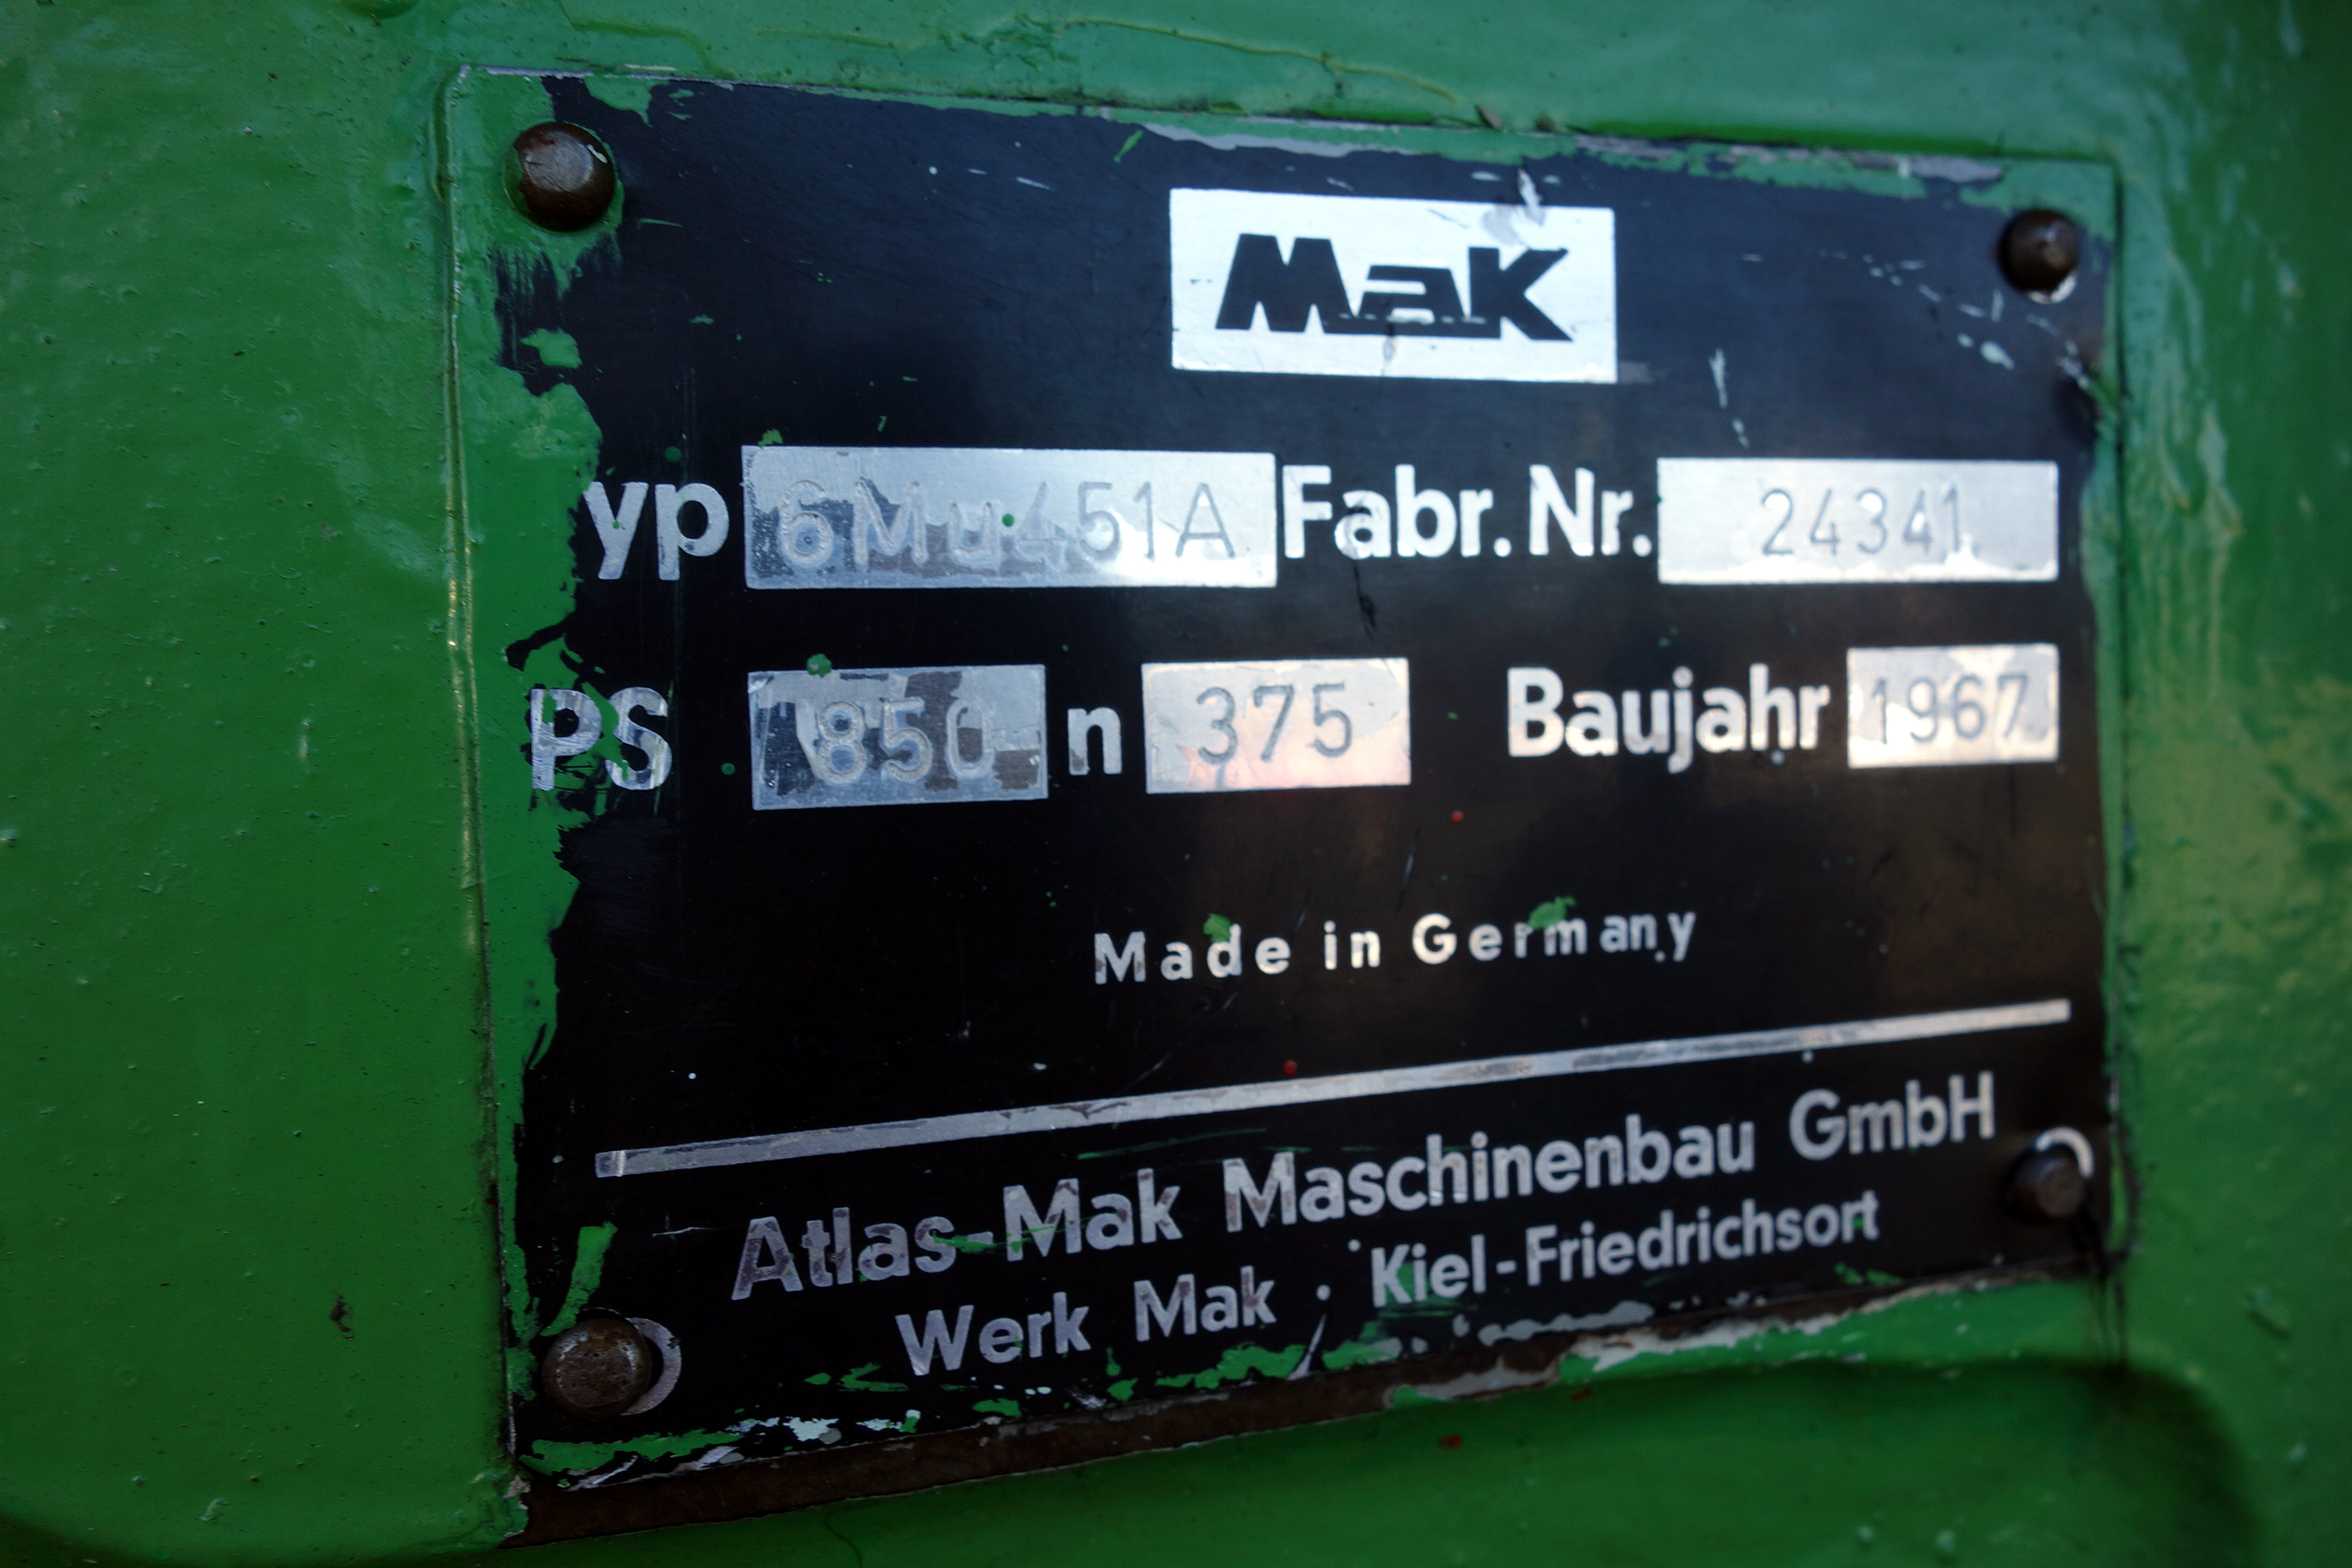 MaK
yp 6Mu451A Fabr. Nr. 24341
PS 850 n 375 Baujahr 1967
Made in Germany
Atlas-Mak Maschinenbau GmbH
Werk Mak · Kiel-Friedrichsort